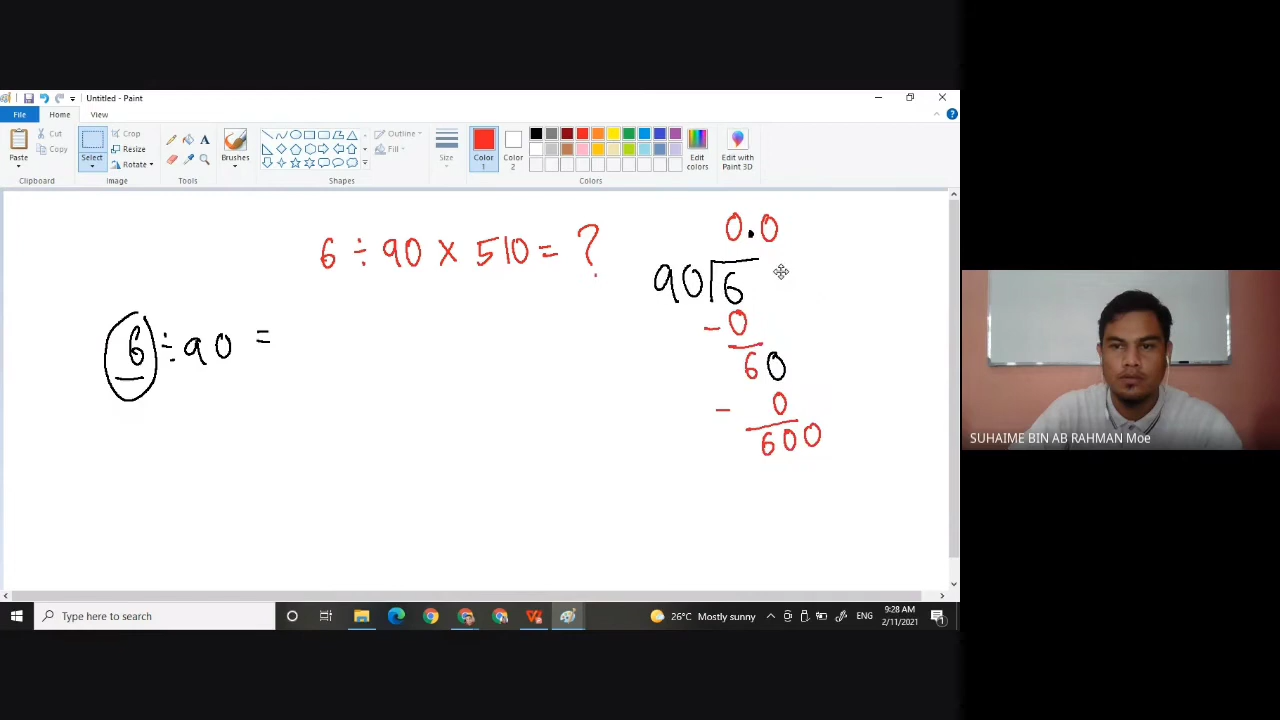 Untitled - Paint
File Home View
Paste
Cut
Copy
Clipboard
Select
Crop
Resize
Rotate
Image
Tools
Brushes
Shapes
Outline
Fill
Size
Color 1
Color 2
Colors
Edit colors
Edit with Paint 3D
6 ÷ 90 × 510 = ?
6 ÷ 90 =
0.0
90 6
- 0
60
- 0
600
SUHAIME BIN AB RAHMAN Moe
Type here to search
26°C Mostly sunny
ENG
9:28 AM
2/11/2021
1